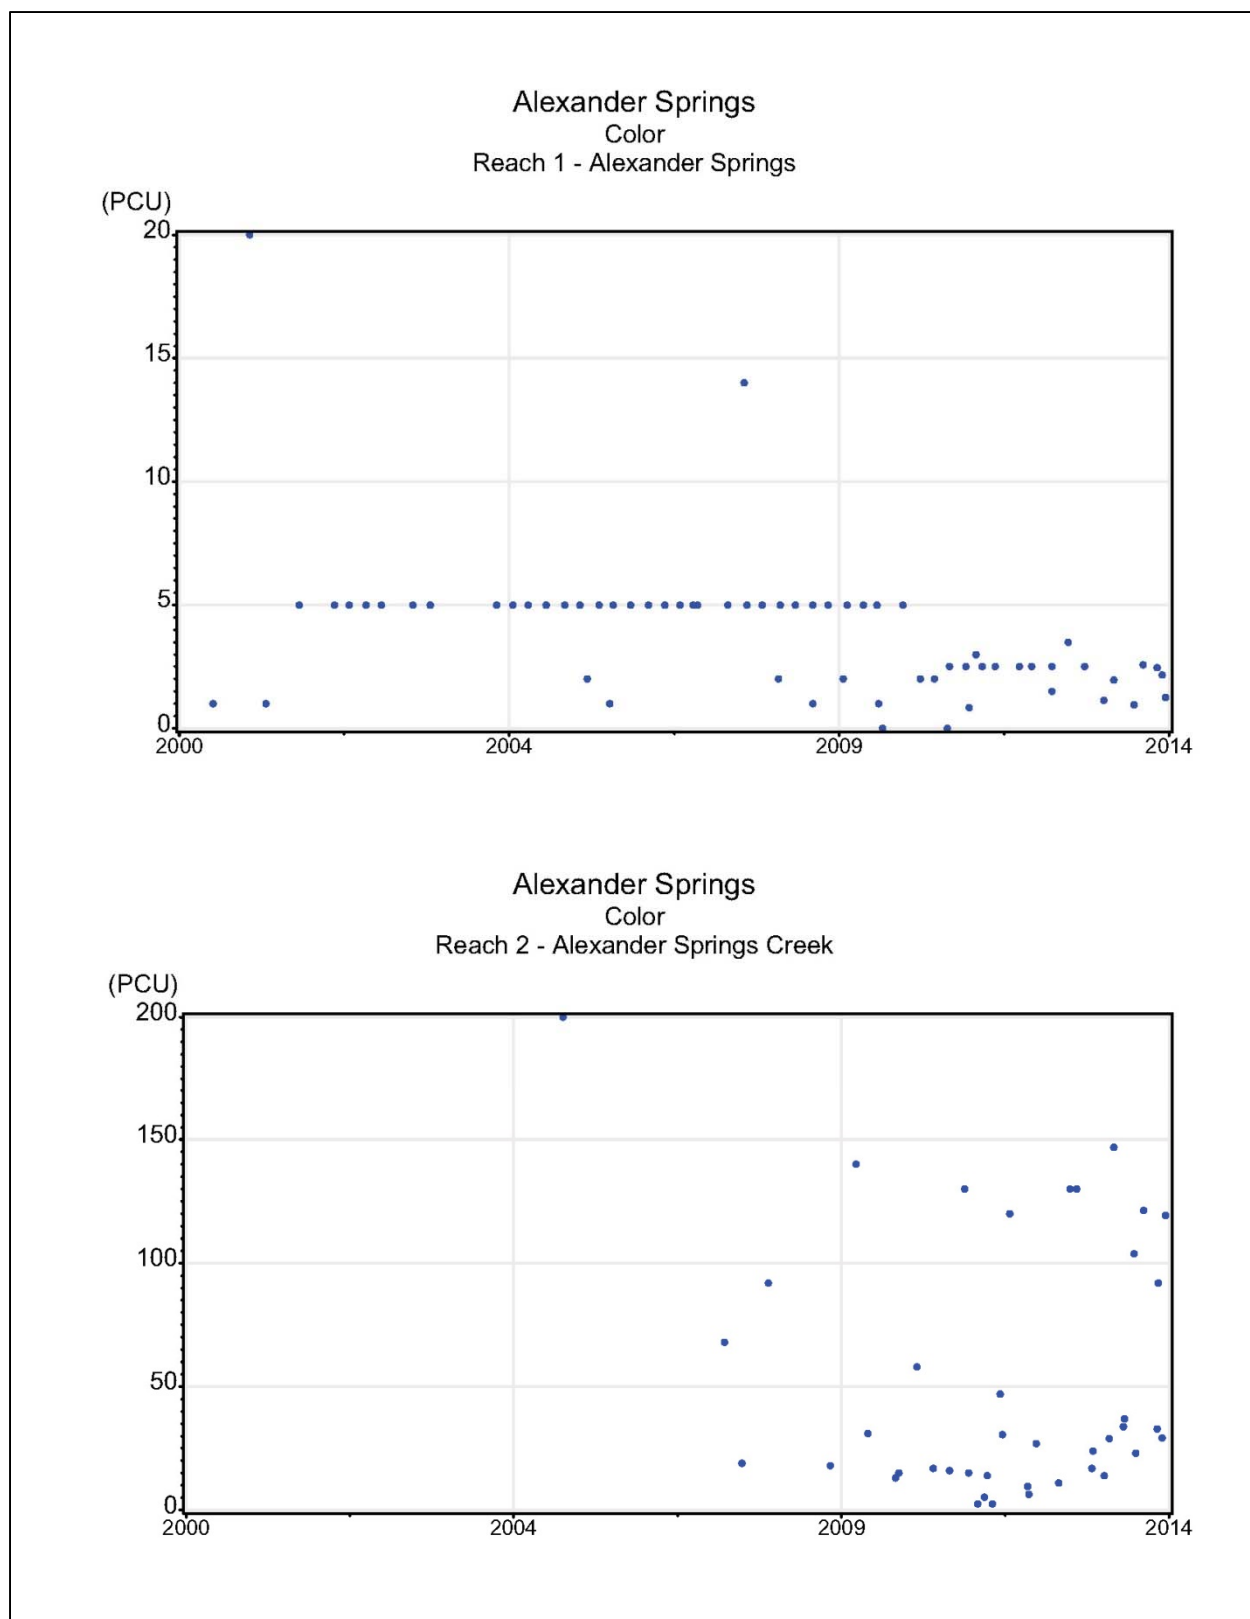 Alexander Springs
Color
Reach 1 - Alexander Springs
(PCU)
20
15
10
5
0
2000 2004 2009 2014
Alexander Springs
Color
Reach 2 - Alexander Springs Creek
(PCU)
200
150
100
50
0
2000 2004 2009 2014